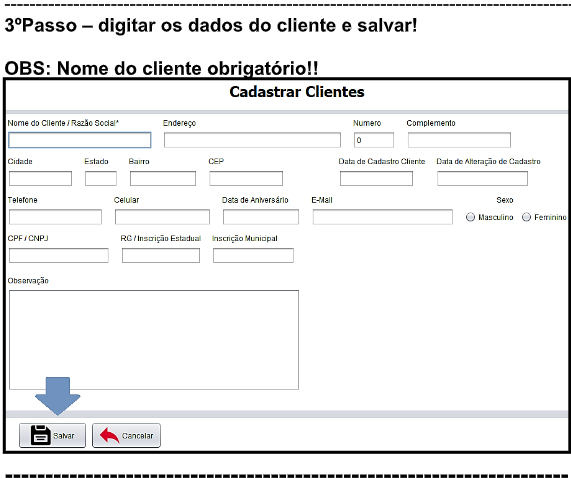 3ºPasso – digitar os dados do cliente e salvar!
OBS: Nome do cliente obrigatório!!
Cadastrar Clientes
Nome do Cliente / Razão Social* Endereço Numero Complemento
0
Cidade Estado Bairro CEP Data de Cadastro Cliente Data de Alteração de Cadastro
Telefone Celular Data de Aniversário E-Mail Sexo
Masculino Feminino
CPF / CNPJ RG / Inscrição Estadual Inscrição Municipal
Observação
Salvar Cancelar